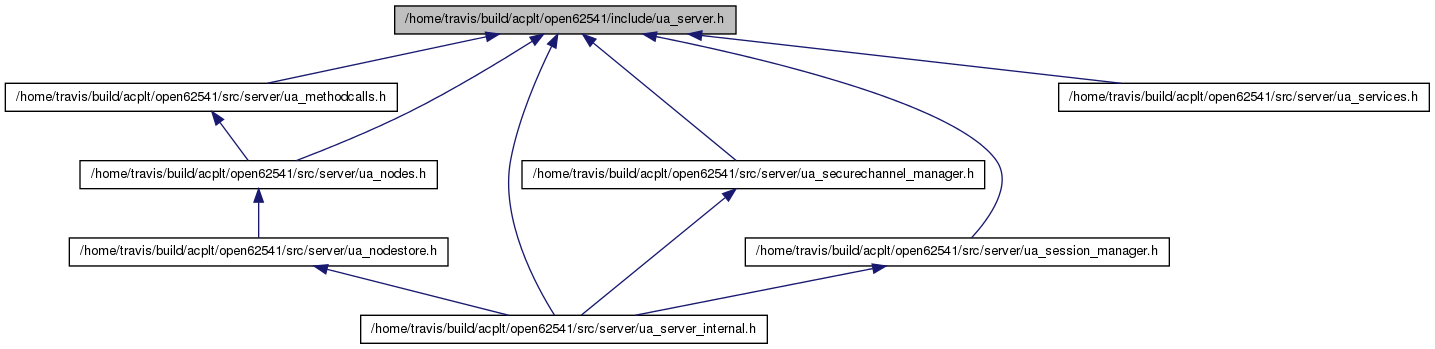 /home/travis/build/acplt/open62541/include/ua_server.h
/home/travis/build/acplt/open62541/src/server/ua_methodcalls.h
/home/travis/build/acplt/open62541/src/server/ua_services.h
/home/travis/build/acplt/open62541/src/server/ua_nodes.h
/home/travis/build/acplt/open62541/src/server/ua_securechannel_manager.h
/home/travis/build/acplt/open62541/src/server/ua_nodestore.h
/home/travis/build/acplt/open62541/src/server/ua_session_manager.h
/home/travis/build/acplt/open62541/src/server/ua_server_internal.h